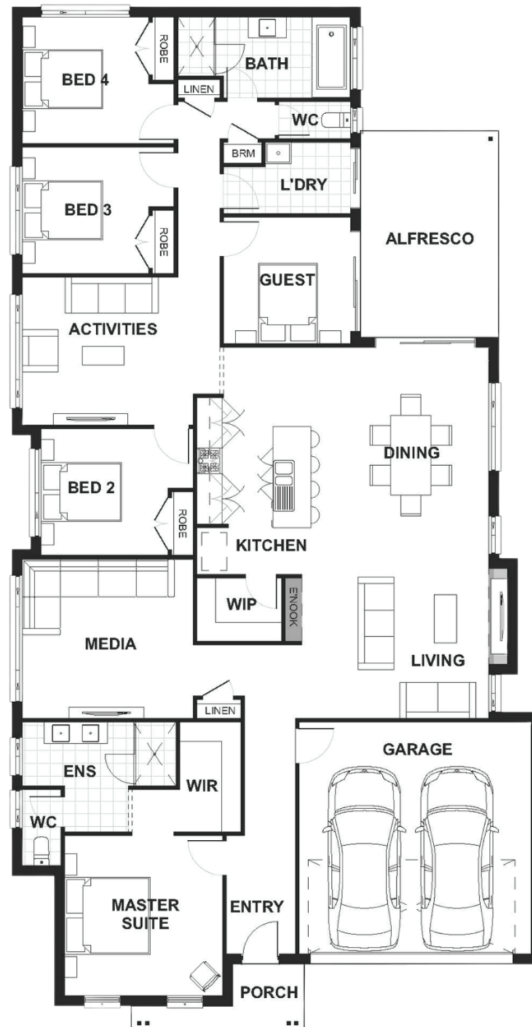 BED 4
ROBE
BATH
LINEN
WC
BRM
BED 3
L'DRY
ROBE
GUEST
ALFRESCO
ACTIVITIES
DINING
BED 2
ROBE
KITCHEN
WIP
E'NOOK
MEDIA
LIVING
LINEN
GARAGE
ENS
WIR
WC
MASTER
SUITE
ENTRY
PORCH